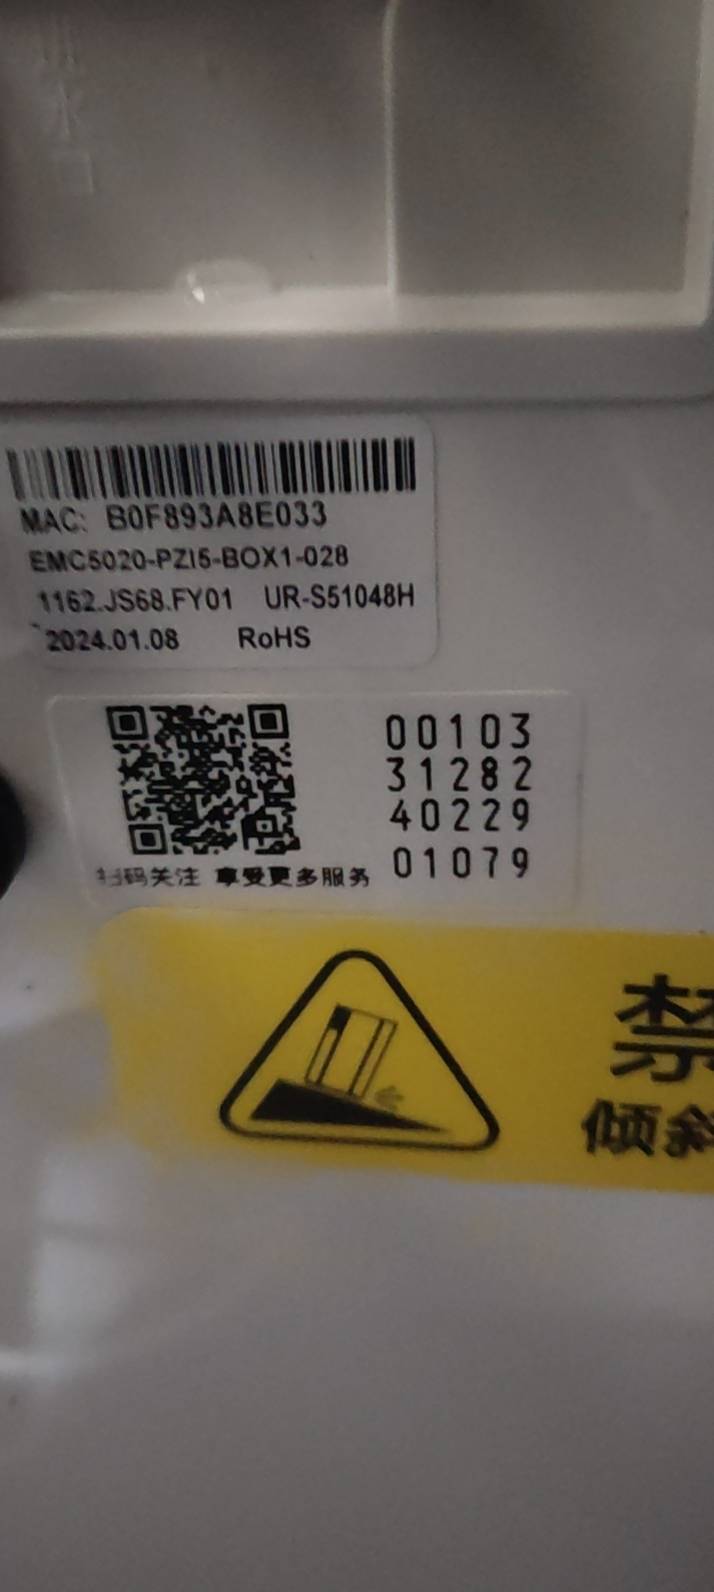 MAC: B0F893A8E033
EMC5020-PZI5-BOX1-028
1162.JS68.FY01 UR-S51048H
2024.01.08 RoHS
00103
31282
40229
01079
扫码关注 享受更多服务
禁
倾斜